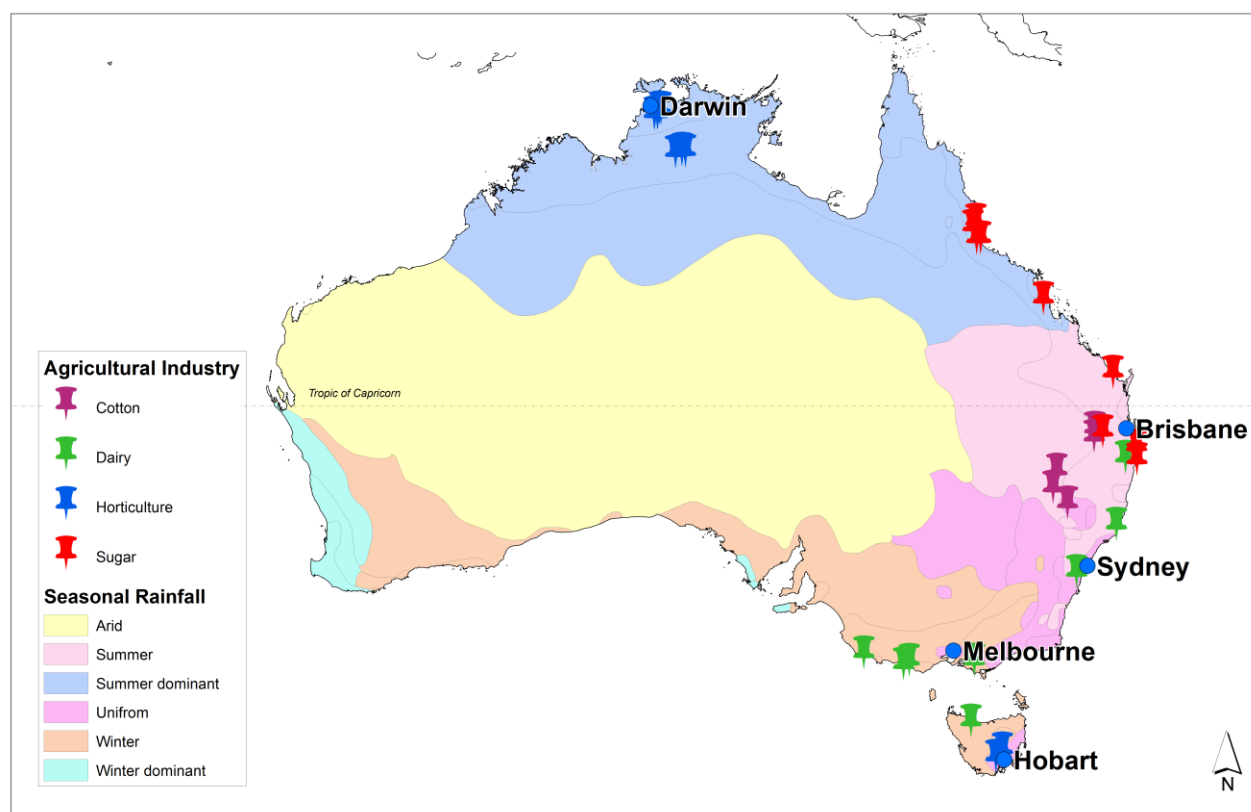 Darwin
Agricultural Industry
Cotton
Dairy
Horticulture
Sugar
Seasonal Rainfall
Arid
Summer
Summer dominant
Unifrom
Winter
Winter dominant
Tropic of Capricorn
Brisbane
Sydney
Melbourne
Hobart
N